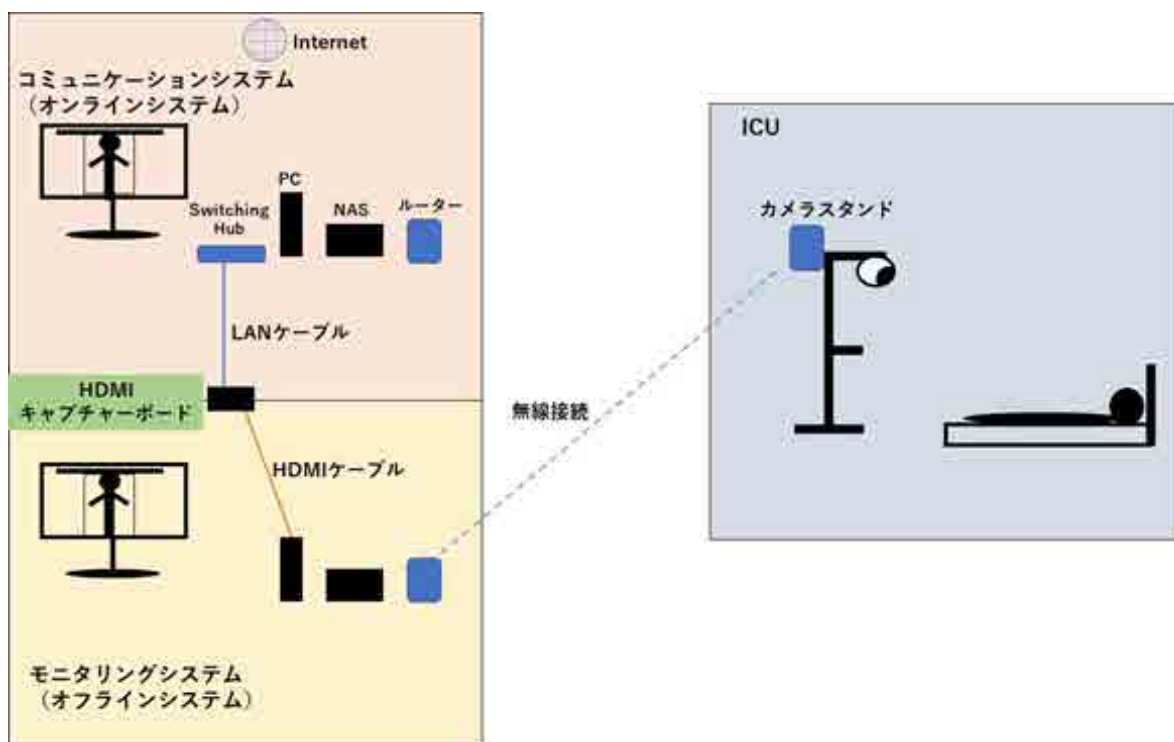 Internet
コミュニケーションシステム
（オンラインシステム）
PC
Switching
Hub
NAS
ルーター
LANケーブル
HDMI
キャプチャーボード
HDMIケーブル
モニタリングシステム
（オフラインシステム）
無線接続
ICU
カメラスタンド